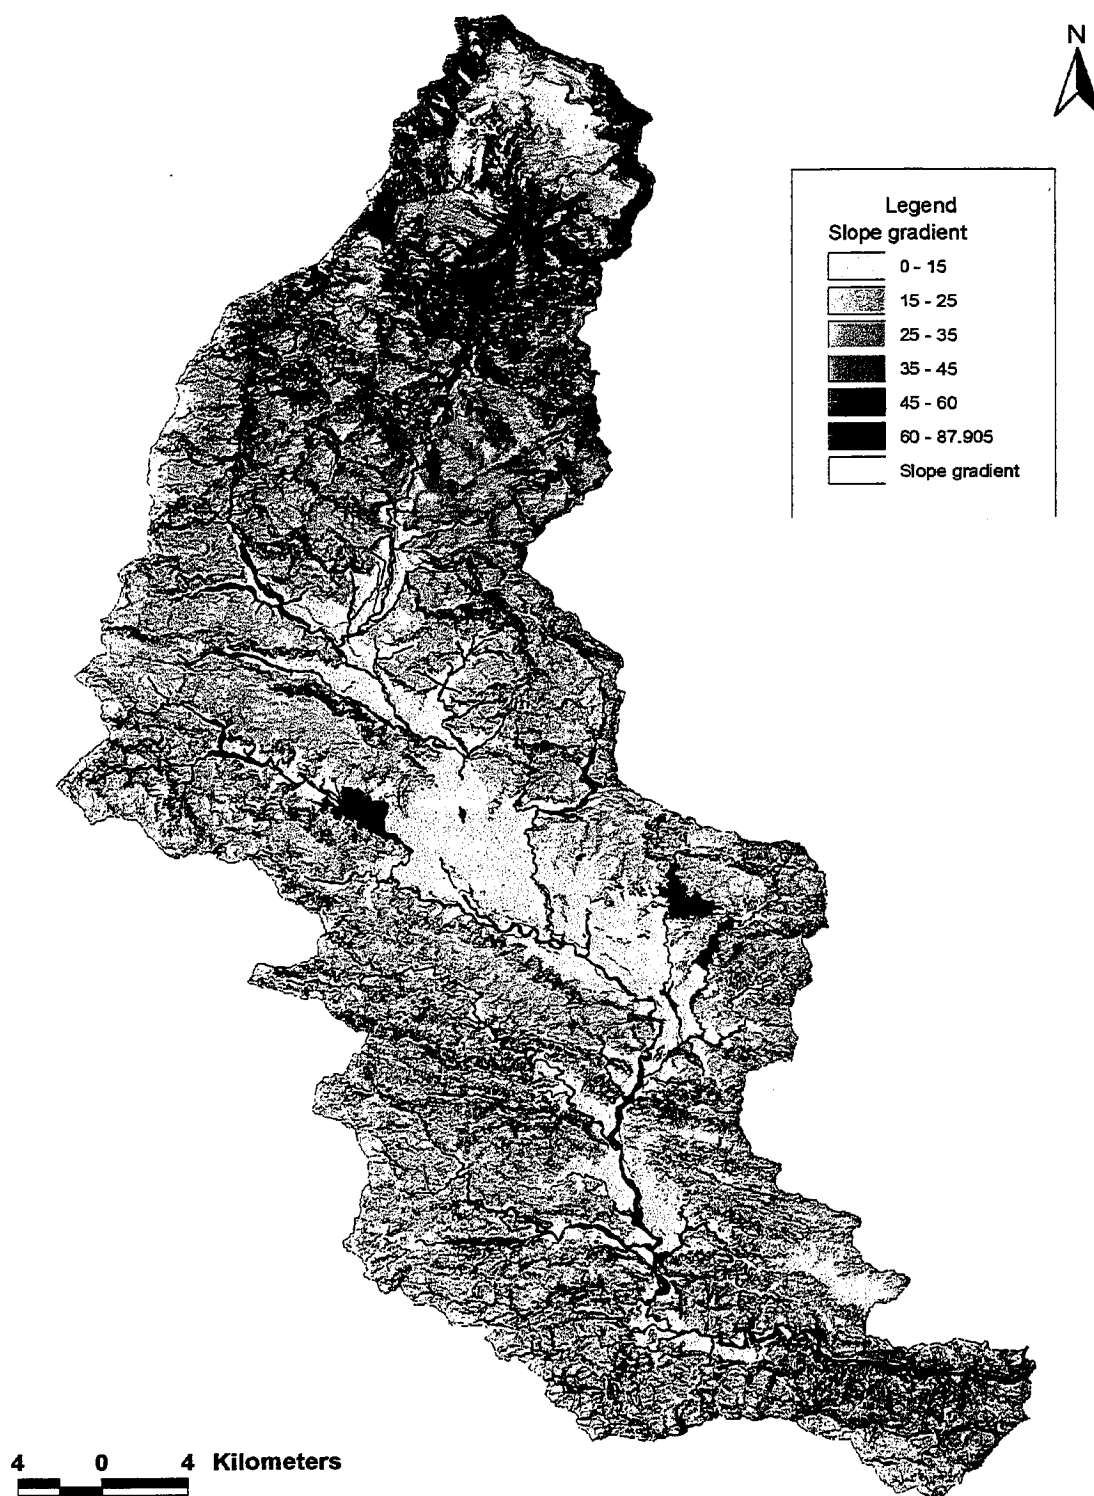 N
Legend
Slope gradient
0 - 15
15 - 25
25 - 35
35 - 45
45 - 60
60 - 87.905
Slope gradient
4 0 4 Kilometers